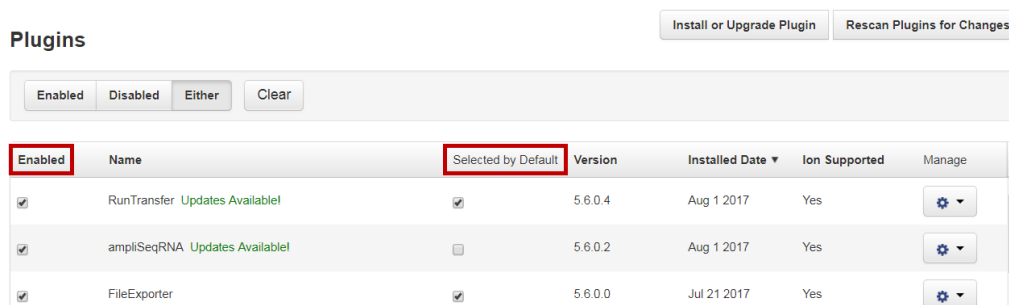 Install or Upgrade Plugin Rescan Plugins for Changes
Plugins
Enabled Disabled Either Clear
Enabled Name Selected by Default Version Installed Date ▼ Ion Supported Manage
RunTransfer Updates Available! 5.6.0.4 Aug 1 2017 Yes
ampliSeqRNA Updates Available! 5.6.0.2 Aug 1 2017 Yes
FileExporter 5.6.0.0 Jul 21 2017 Yes